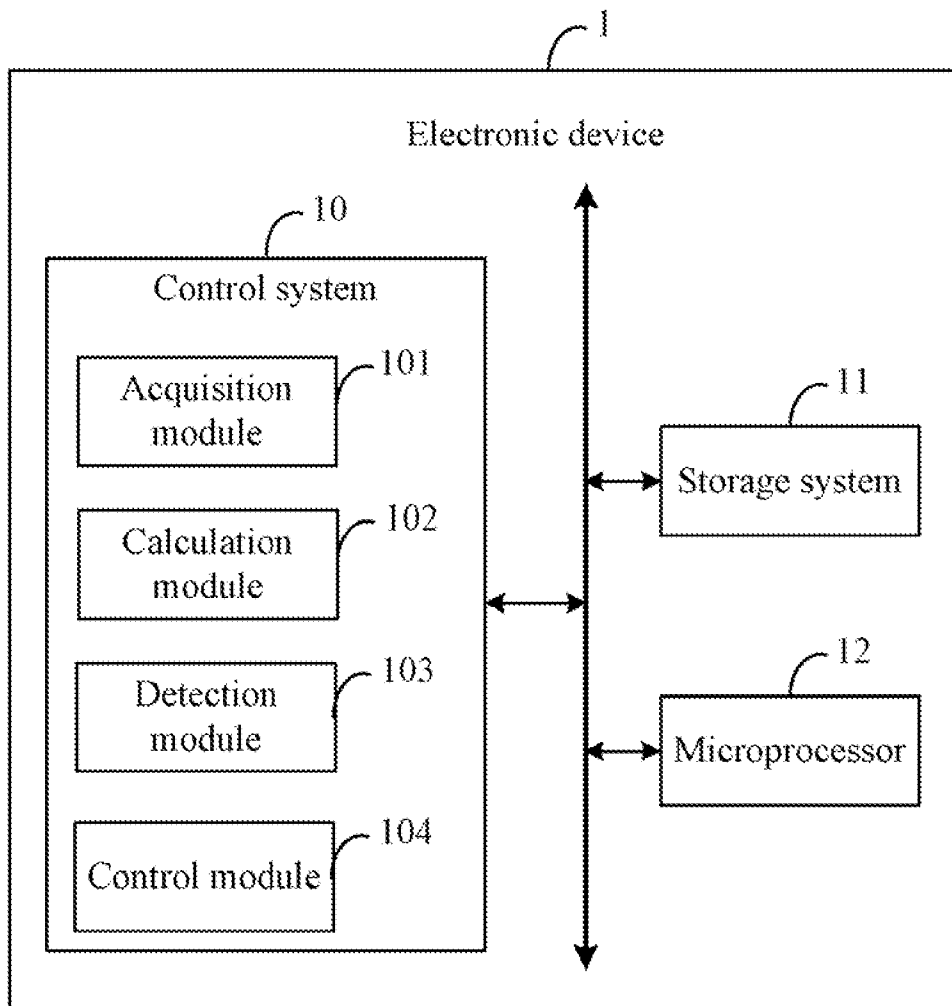 1
Electronic device
10
Control system
101
Acquisition
module
102
Calculation
module
103
Detection
module
104
Control module
11
Storage system
12
Microprocessor